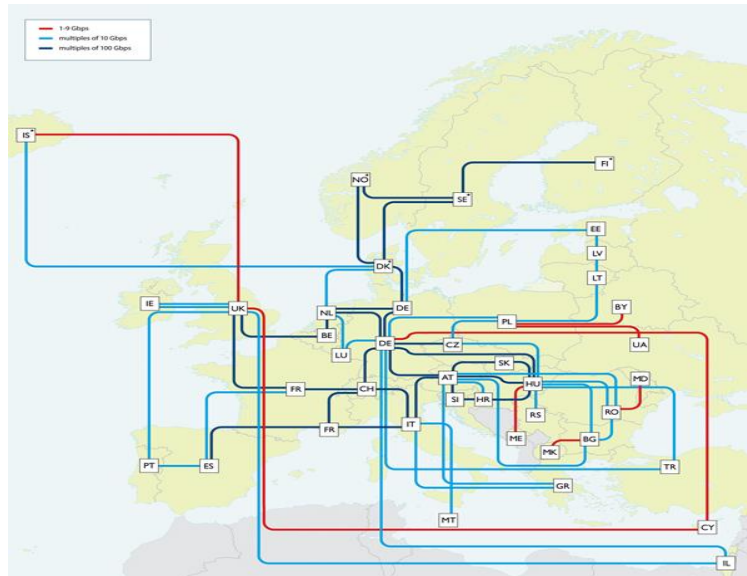 1-9 Gbps
multiples of 10 Gbps
multiples of 100 Gbps
IS*
FI*
NO*
SE*
EE
DK*
LV
LT
IE
UK
NL
DE
BY
PL
BE
LU
DE
CZ
UA
SK
AT
HU
MD
FR
CH
SI
HR
RS
RO
FR
IT
ME
BG
MK
PT
ES
TR
GR
MT
CY
IL